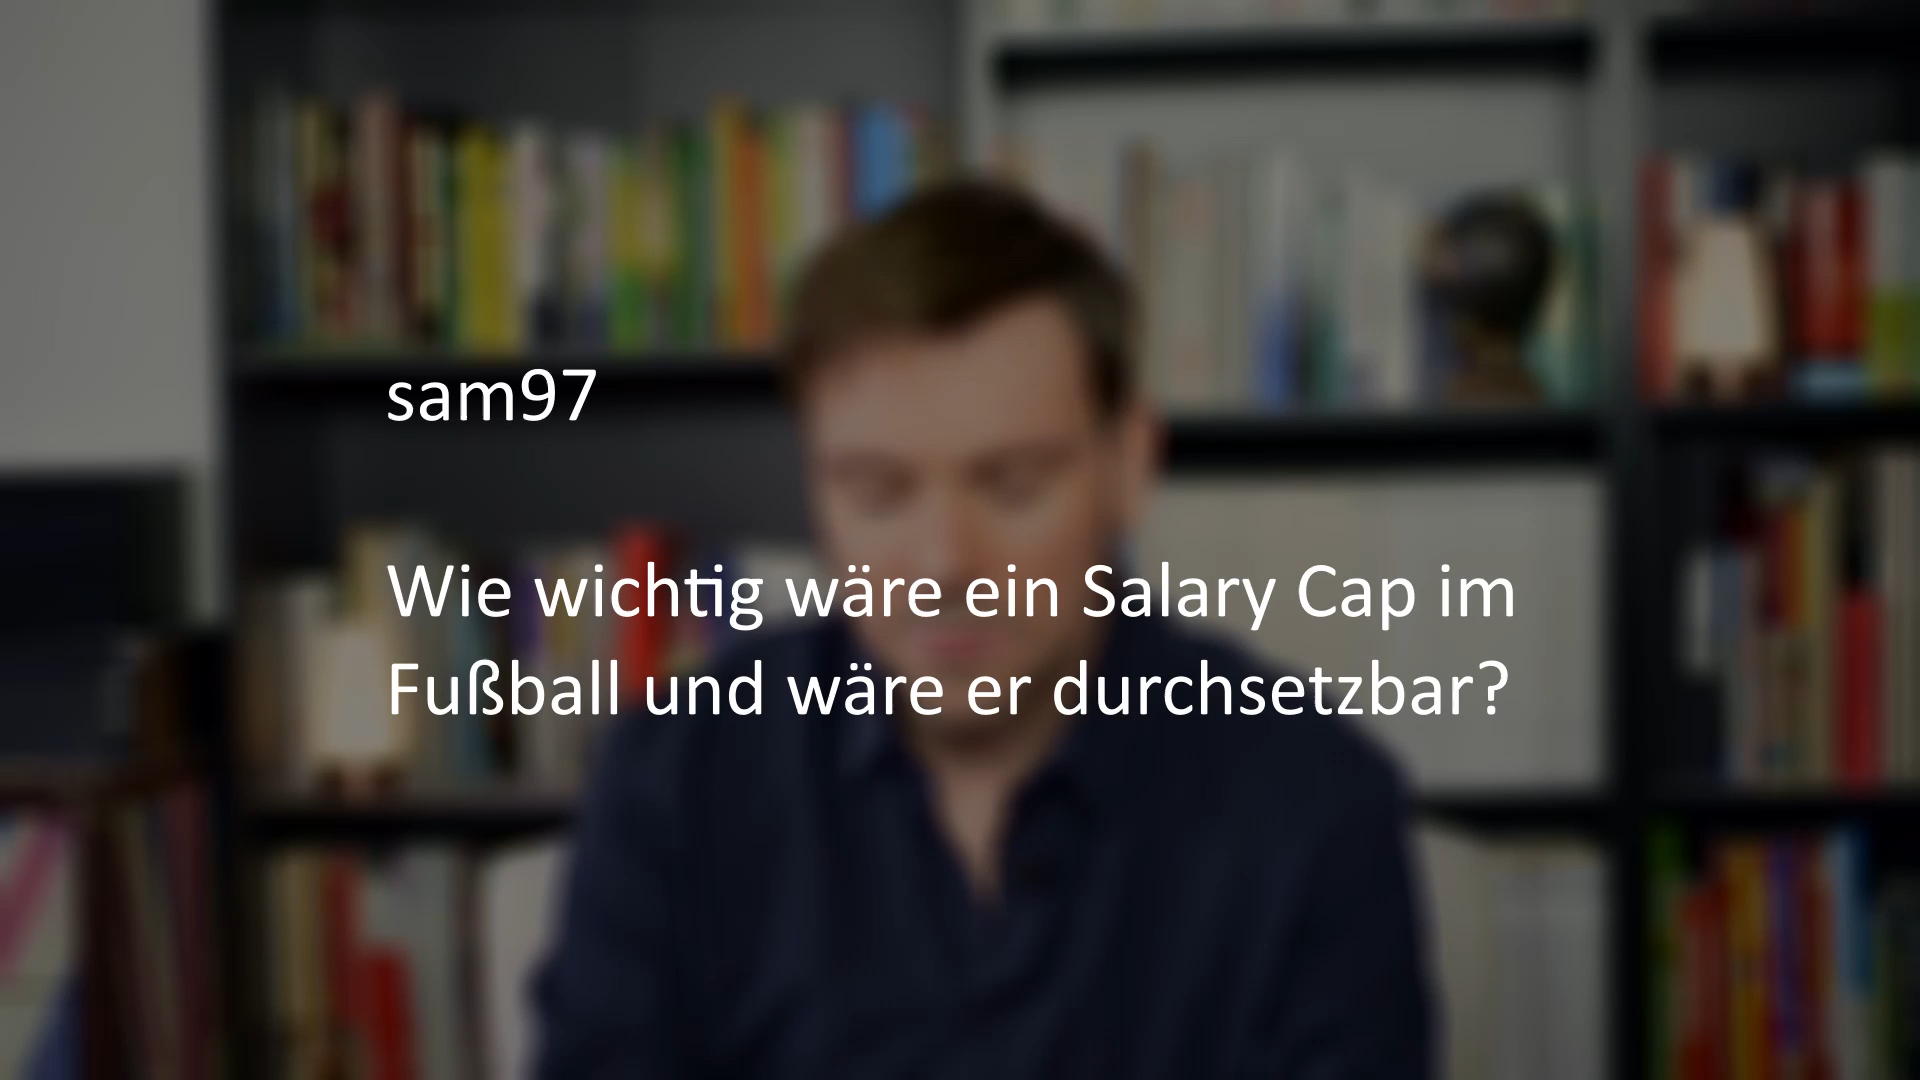 sam97
Wie wichtig wäre ein Salary Cap im
Fußball und wäre er durchsetzbar?